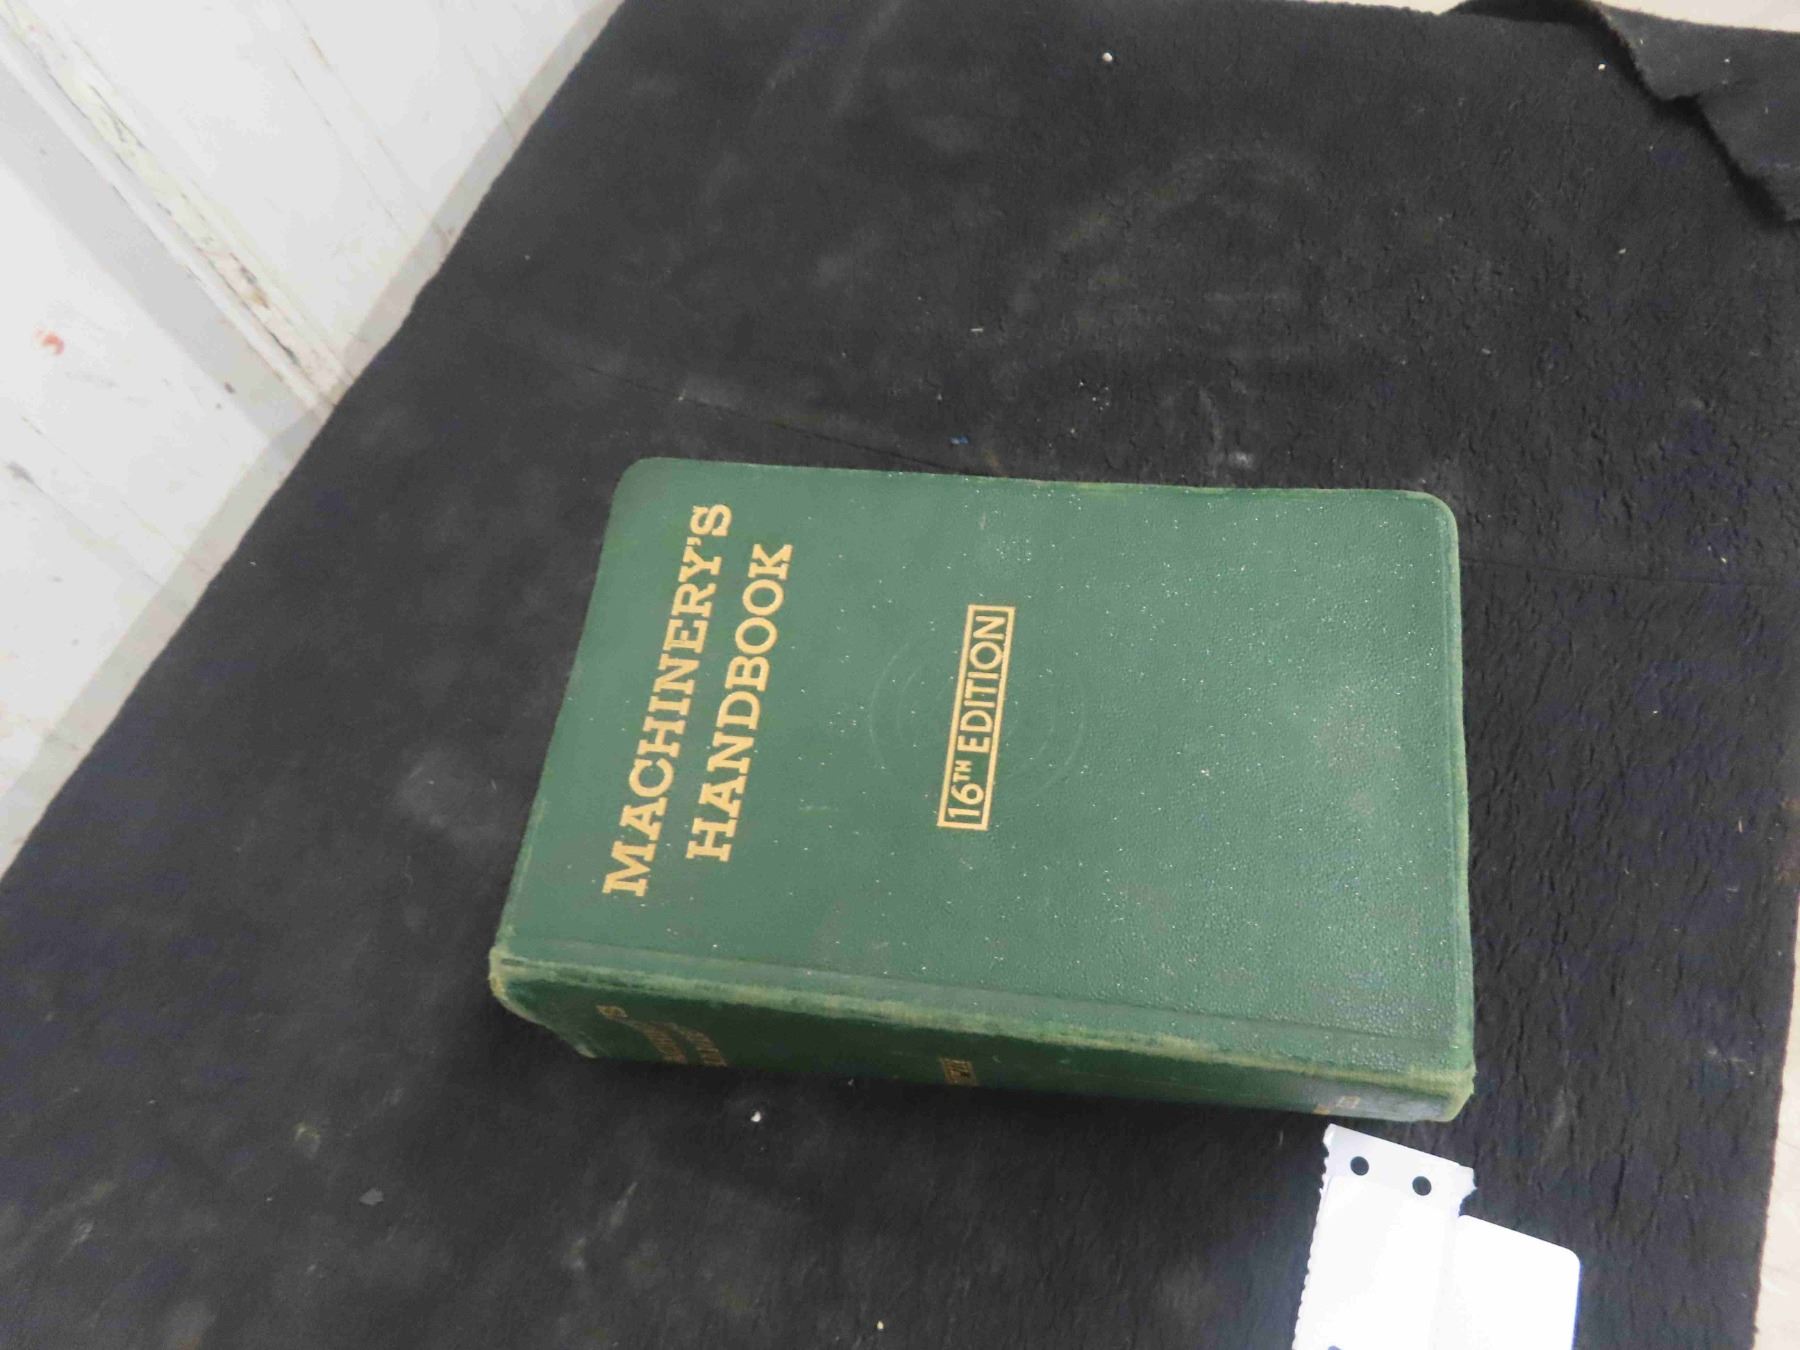 MACHINERY'S
HANDBOOK
16TH EDITION